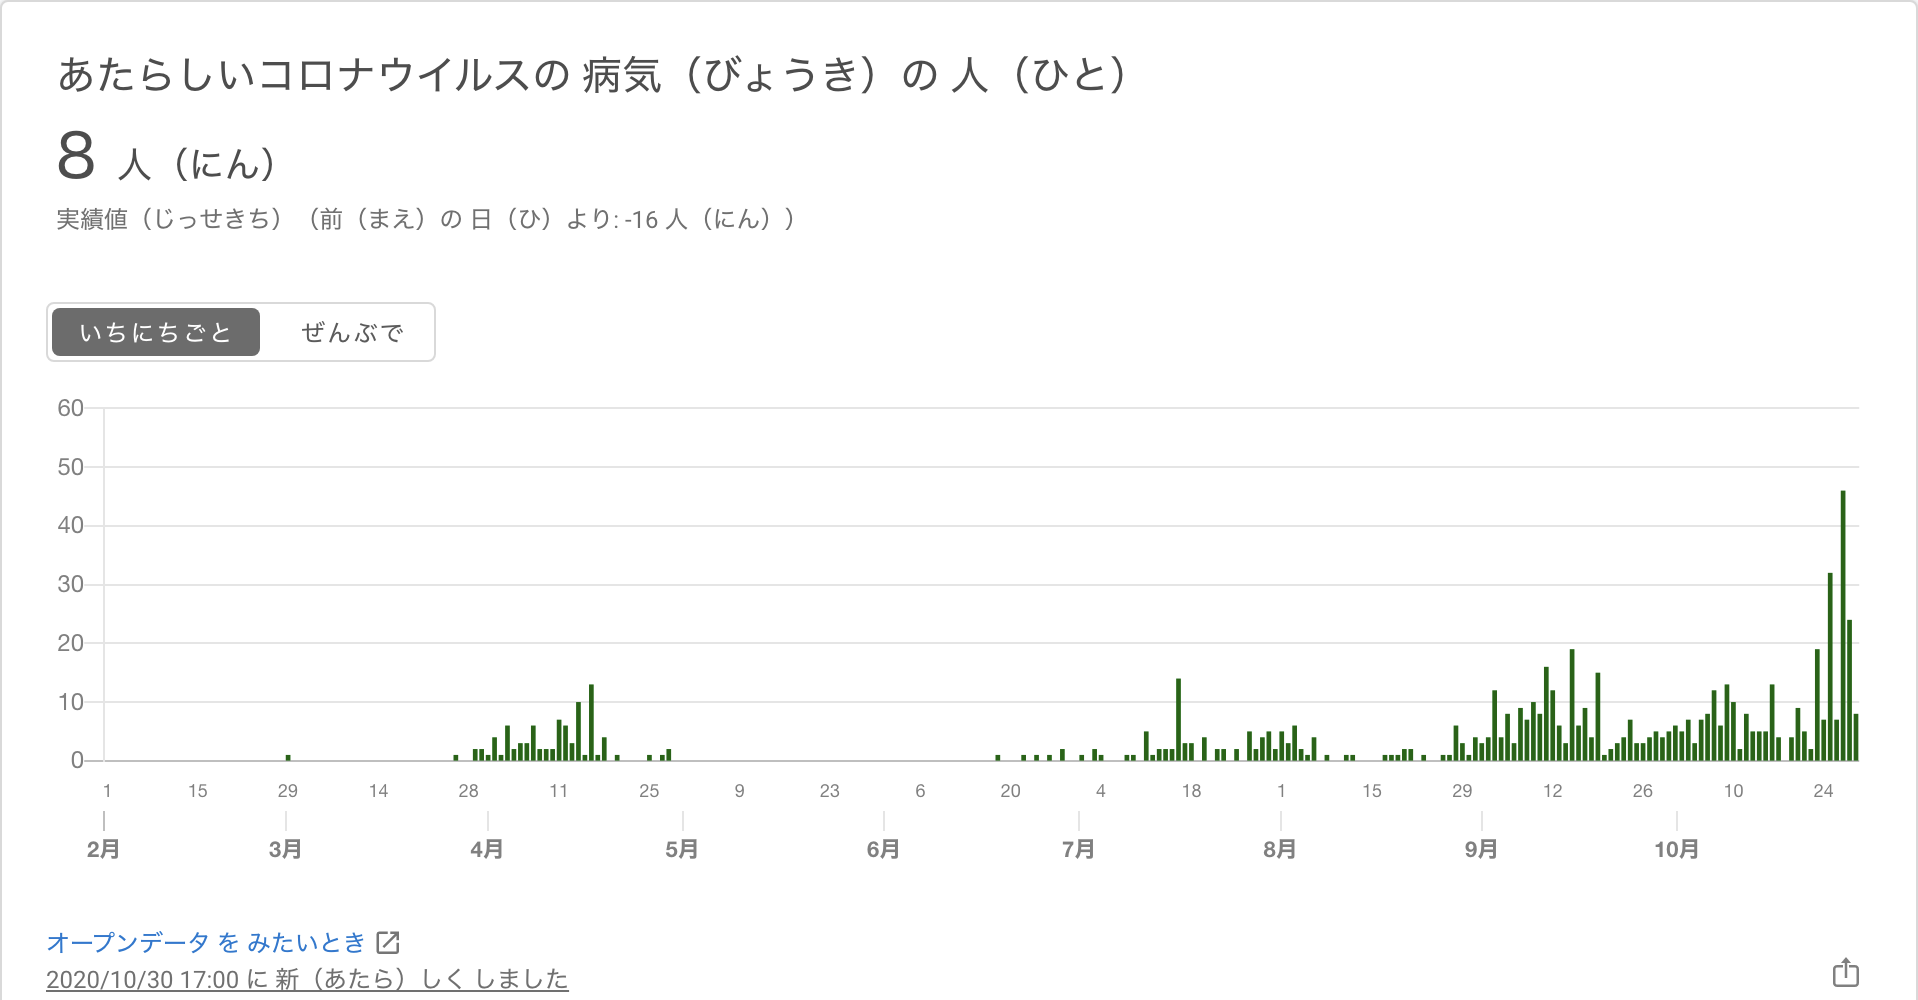 あたらしいコロナウイルスの 病気（びょうき）の 人（ひと）
8 人（にん）
実績値（じっせきち）（前（まえ）の 日（ひ）より: -16 人（にん））
いちにちごと ぜんぶで
60
50
40
30
20
10
0
1 15 29 14 28 11 25 9 23 6 20 4 18 1 15 29 12 26 10 24
2月 3月 4月 5月 6月 7月 8月 9月 10月
オープンデータ を みたいとき
2020/10/30 17:00 に 新（あたら）しく しました